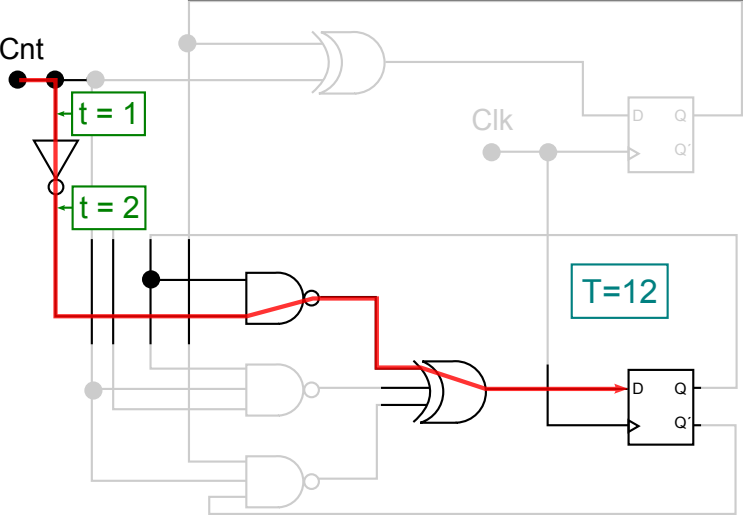 Cnt
t = 1
Clk
D Q
Q´
t = 2
T=12
D Q
Q´